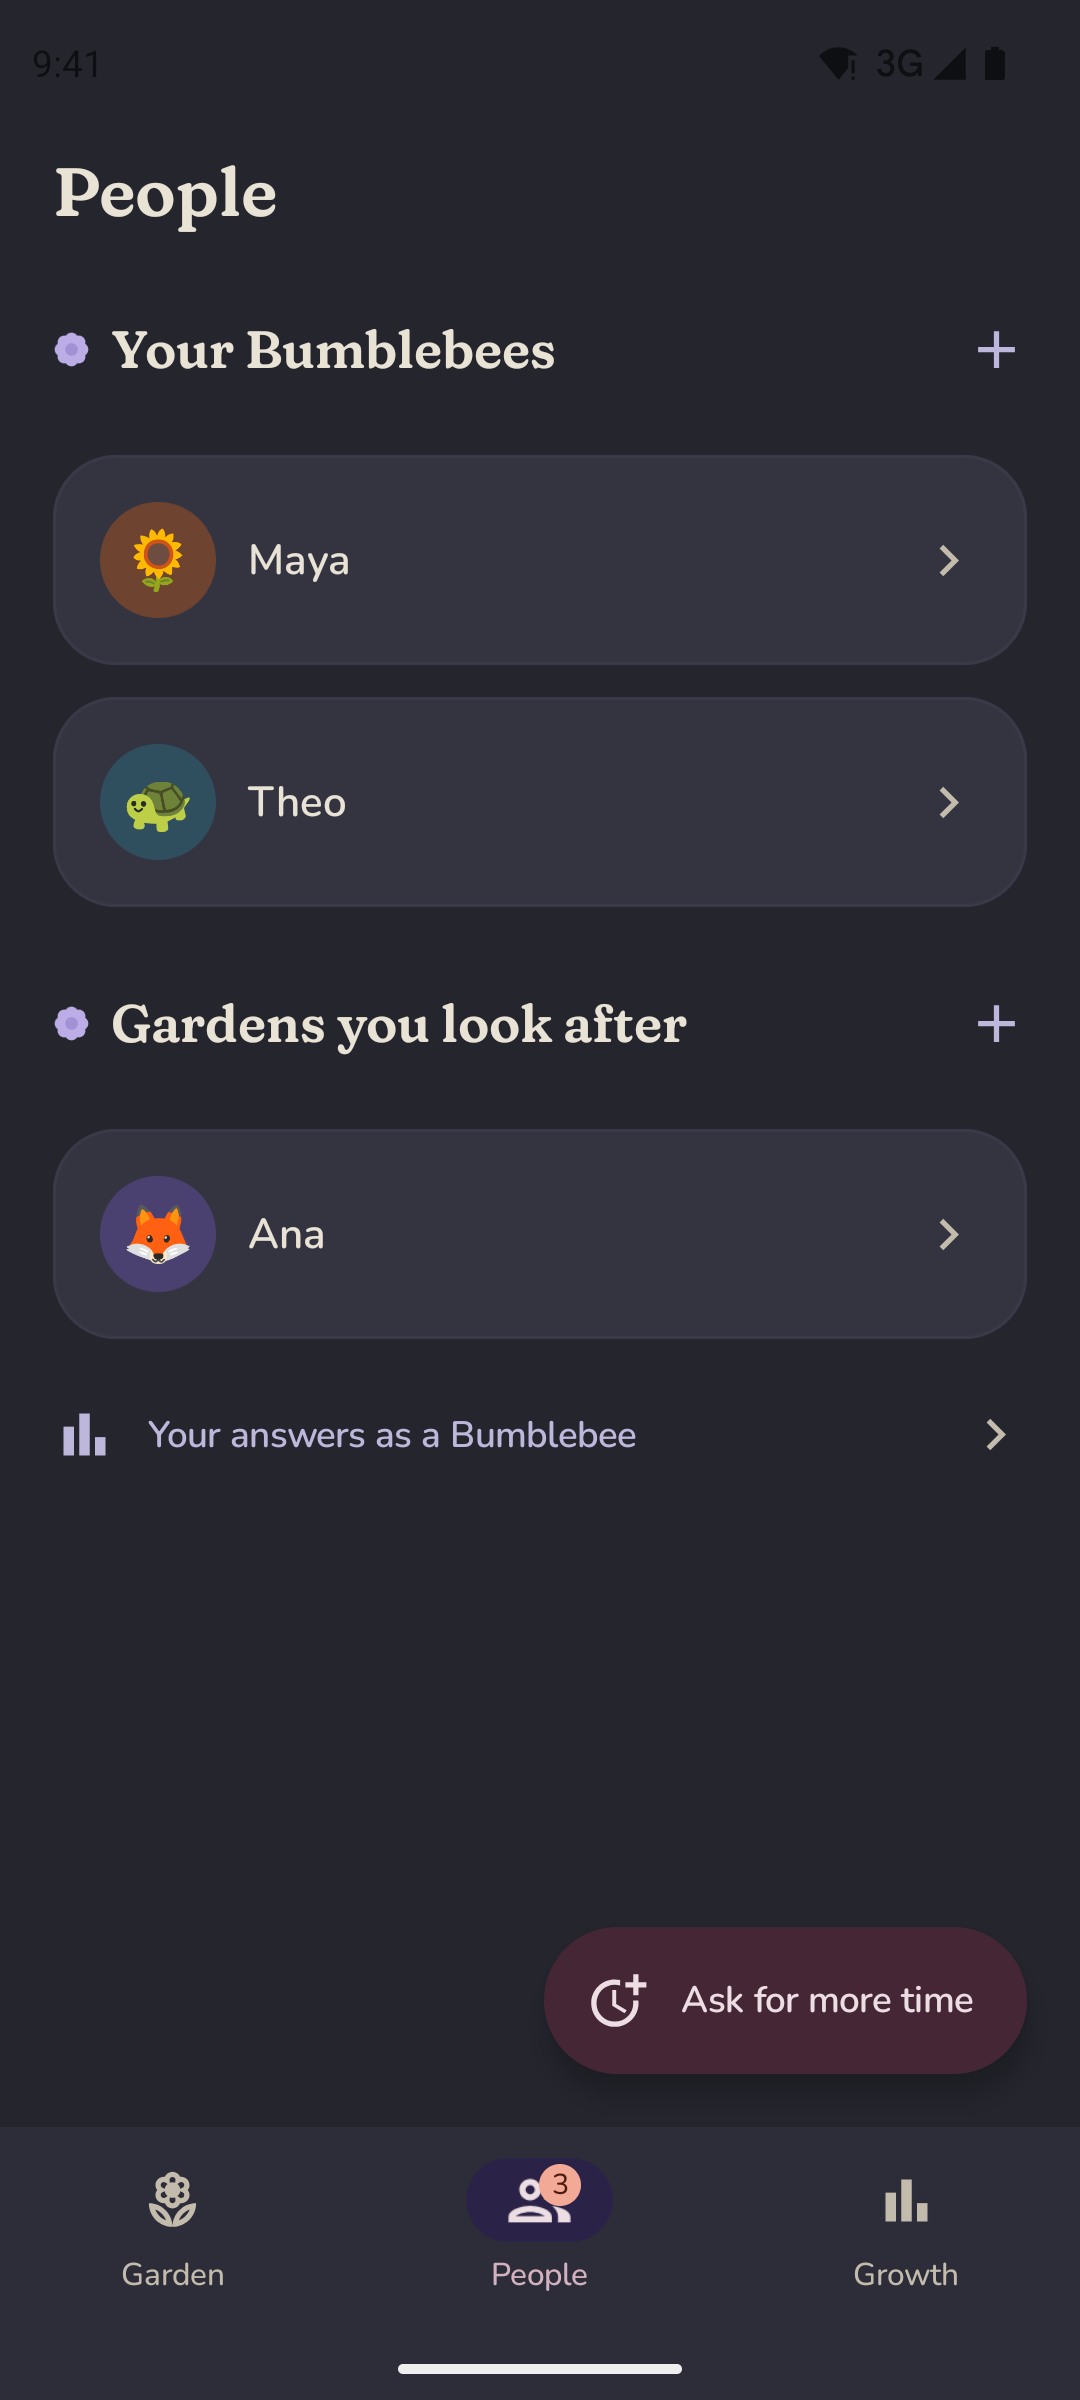 9:41
3G
People
Your Bumblebees
Maya
Theo
Gardens you look after
Ana
Your answers as a Bumblebee
Ask for more time
3
Garden
People
Growth